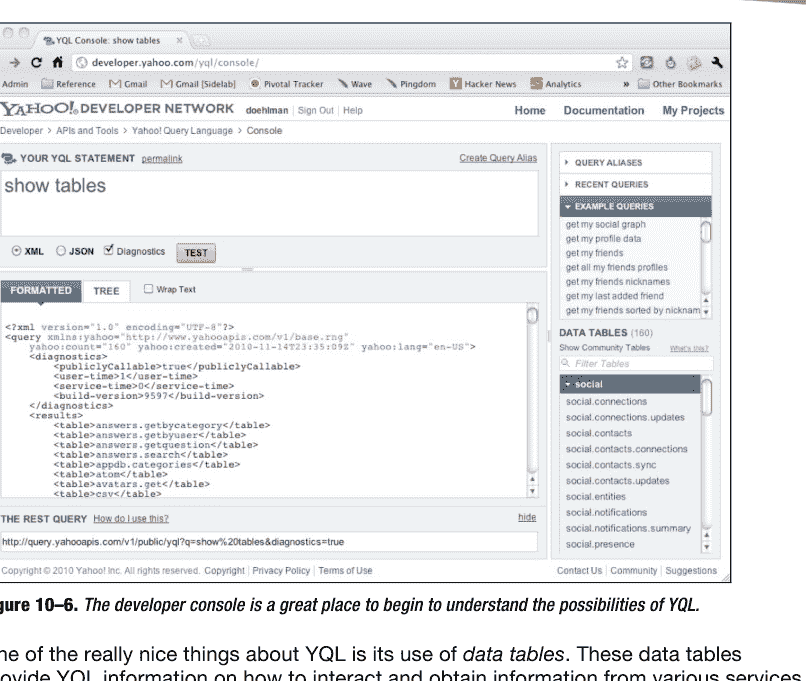 YQL Console: show tables
developer.yahoo.com/yql/console/
Admin Reference Gmail Gmail [Sidelab] Pivotal Tracker Wave Pingdom Hacker News Analytics » Other Bookmarks
YAHOO! DEVELOPER NETWORK doehlman | Sign Out | Help Home Documentation My Projects
Developer > APIs and Tools > Yahoo! Query Language > Console
YOUR YQL STATEMENT permalink Create Query Alias
show tables
XML JSON Diagnostics TEST
FORMATTED TREE Wrap Text
<?xml version="1.0" encoding="UTF-8"?>
<query xmlns:yahoo="http://www.yahooapis.com/v1/base.rng"
yahoo:count="160" yahoo:created="2010-11-14T23:35:09Z" yahoo:lang="en-US">
<diagnostics>
<publiclyCallable>true</publiclyCallable>
<user-time>1</user-time>
<service-time>0</service-time>
<build-version>9597</build-version>
</diagnostics>
<results>
<table>answers.getbycategory</table>
<table>answers.getbyuser</table>
<table>answers.getquestion</table>
<table>answers.search</table>
<table>appdb.categories</table>
<table>atom</table>
<table>avatars.get</table>
<table>csv</table>
THE REST QUERY How do I use this? hide
http://query.yahooapis.com/v1/public/yql?q=show%20tables&diagnostics=true
QUERY ALIASES
RECENT QUERIES
EXAMPLE QUERIES
get my social graph
get my profile data
get my friends
get all my friends profiles
get my friends nicknames
get my last added friend
get my friends sorted by nicknam
DATA TABLES (160)
Show Community Tables What's this?
Filter Tables
social
social.connections
social.connections.updates
social.contacts
social.contacts.connections
social.contacts.sync
social.contacts.updates
social.entities
social.notifications
social.notifications.summary
social.presence
Copyright © 2010 Yahoo! Inc. All rights reserved. Copyright | Privacy Policy | Terms of Use Contact Us | Community | Suggestions
gure 10–6. The developer console is a great place to begin to understand the possibilities of YQL.
ne of the really nice things about YQL is its use of data tables. These data tables
ovide YQL information on how to interact and obtain information from various services